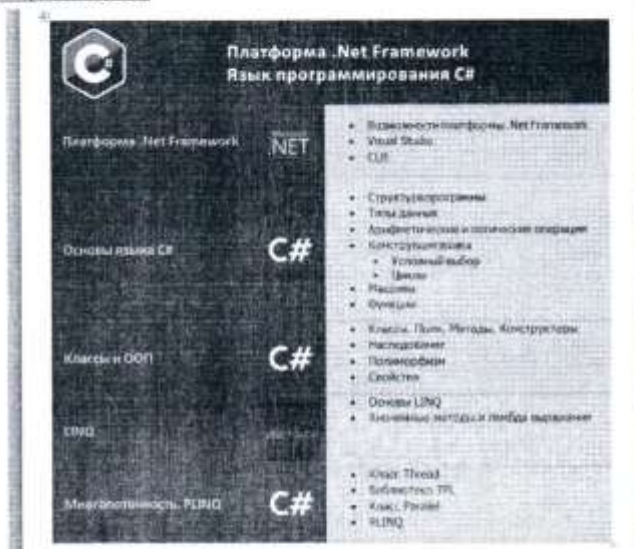 C#
Платформа .Net Framework
Язык программирования C#
Платформа .Net Framework
.NET
• Возможности платформы .Net Framework
• Visual Studio
• CLR
Основы языка C#
C#
• Структура программы
• Типы данных
• Арифметические и логические операции
• Конструкции языка
• Условный выбор
• Циклы
• Массивы
• Функции
Классы и ООП
C#
• Классы. Поля. Методы. Конструкторы
• Наследование
• Полиморфизм
• Свойства
LINQ
• Основы LINQ
• методы и лямбда выражения
Многопоточность. PLINQ
C#
• Класс Thread
• Библиотека TPL
• Класс Parallel
• PLINQ